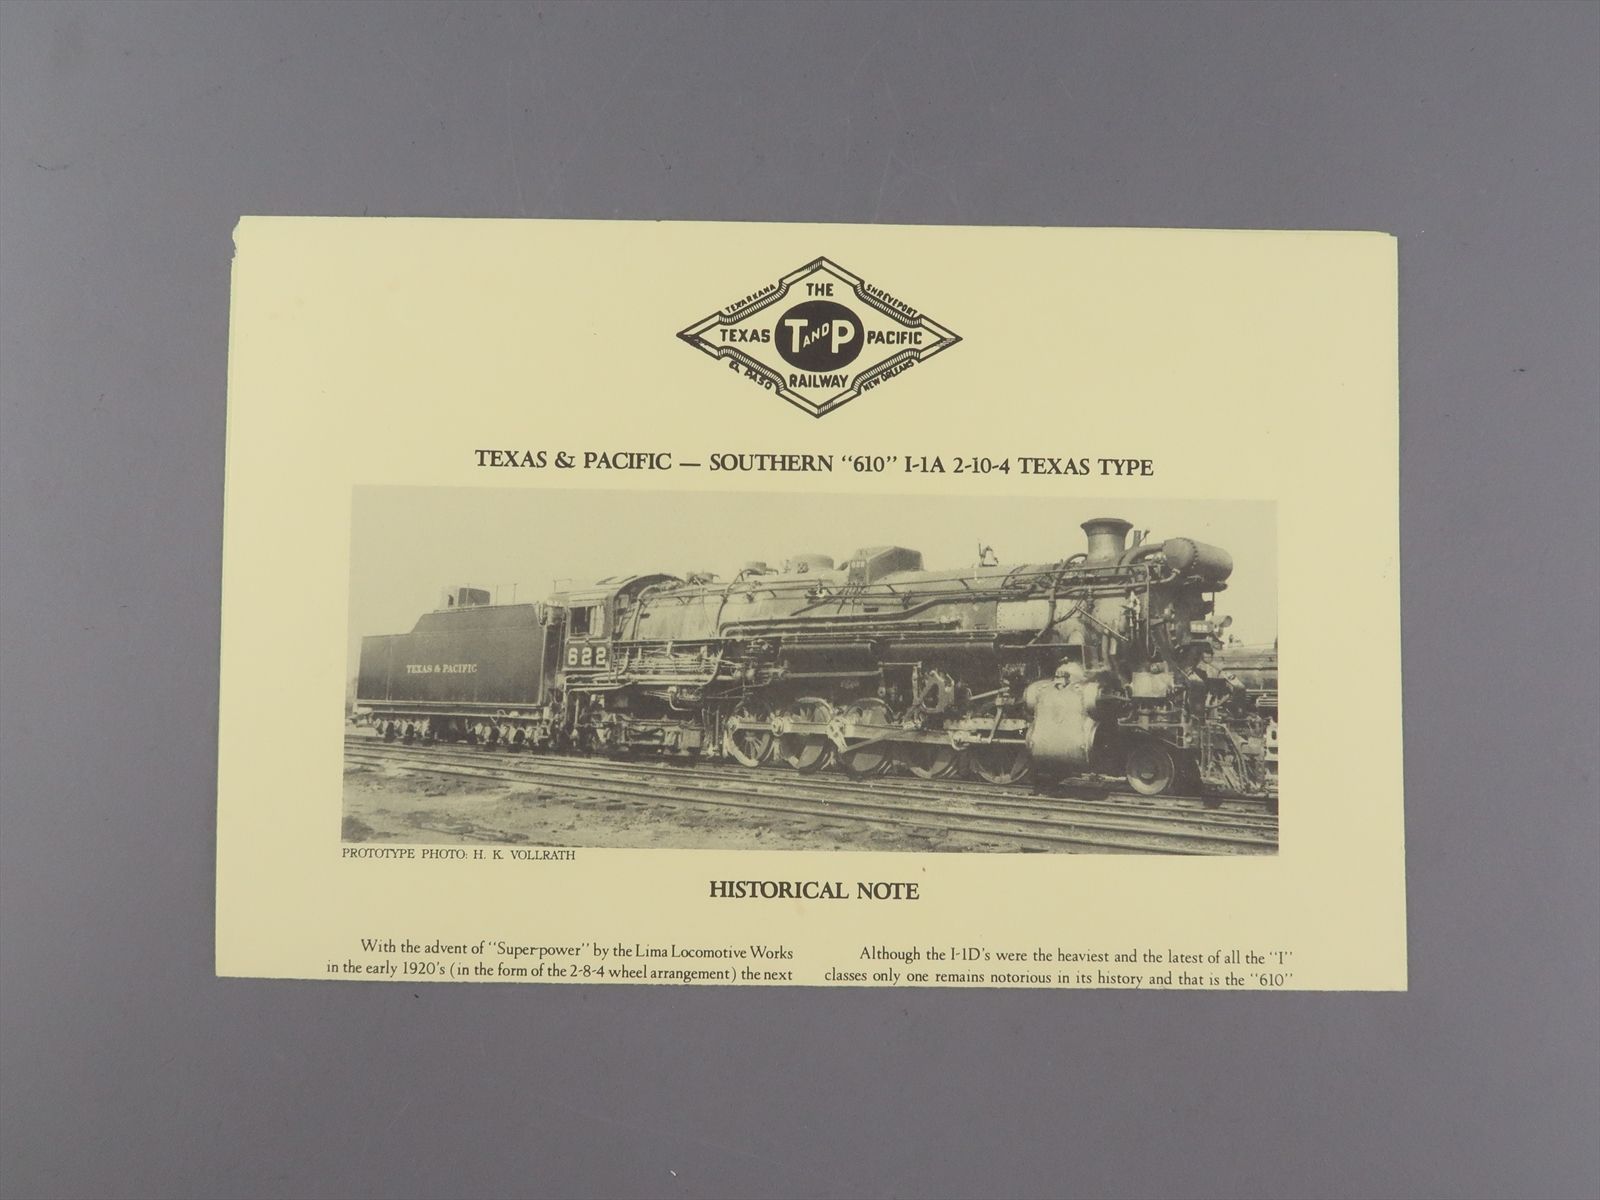 TEXARKANA
SHREVEPORT
THE
TEXAS T AND P PACIFIC
RAILWAY
EL PASO
NEW ORLEANS
TEXAS & PACIFIC — SOUTHERN "610" I-1A 2-10-4 TEXAS TYPE
622
TEXAS & PACIFIC
622
PROTOTYPE PHOTO: H. K. VOLLRATH
HISTORICAL NOTE
With the advent of "Super-power" by the Lima Locomotive Works
in the early 1920's (in the form of the 2-8-4 wheel arrangement) the next
Although the I-1D's were the heaviest and the latest of all the "I"
classes only one remains notorious in its history and that is the "610"